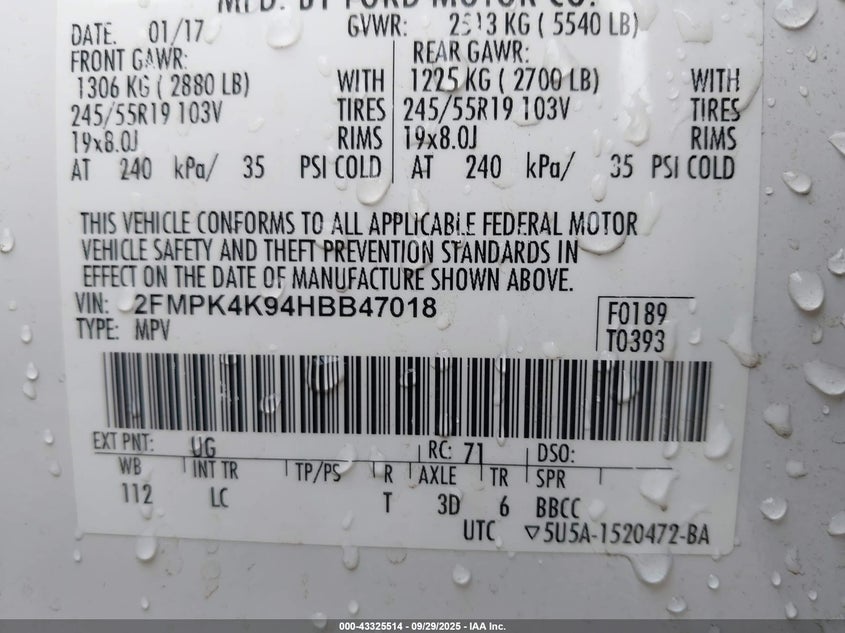 MFD. BY FORD MOTOR CO.
DATE: 01/17 GVWR: 2513 KG ( 5540 LB)
FRONT GAWR: REAR GAWR:
1306 KG ( 2880 LB) WITH 1225 KG ( 2700 LB) WITH
245/55R19 103V TIRES 245/55R19 103V TIRES
19x8.0J RIMS 19x8.0J RIMS
AT 240 kPa/ 35 PSI COLD AT 240 kPa/ 35 PSI COLD
THIS VEHICLE CONFORMS TO ALL APPLICABLE FEDERAL MOTOR
VEHICLE SAFETY AND THEFT PREVENTION STANDARDS IN
EFFECT ON THE DATE OF MANUFACTURE SHOWN ABOVE.
VIN: 2FMPK4K94HBB47018 F0189
TYPE: MPV T0393
EXT PNT: UG RC: 71 DSO:
WB INT TR TP/PS R AXLE TR SPR
112 LC T 3D 6 BBCC
UTC ▽5U5A-1520472-BA
000-43325514 - 09/29/2025 - IAA Inc.